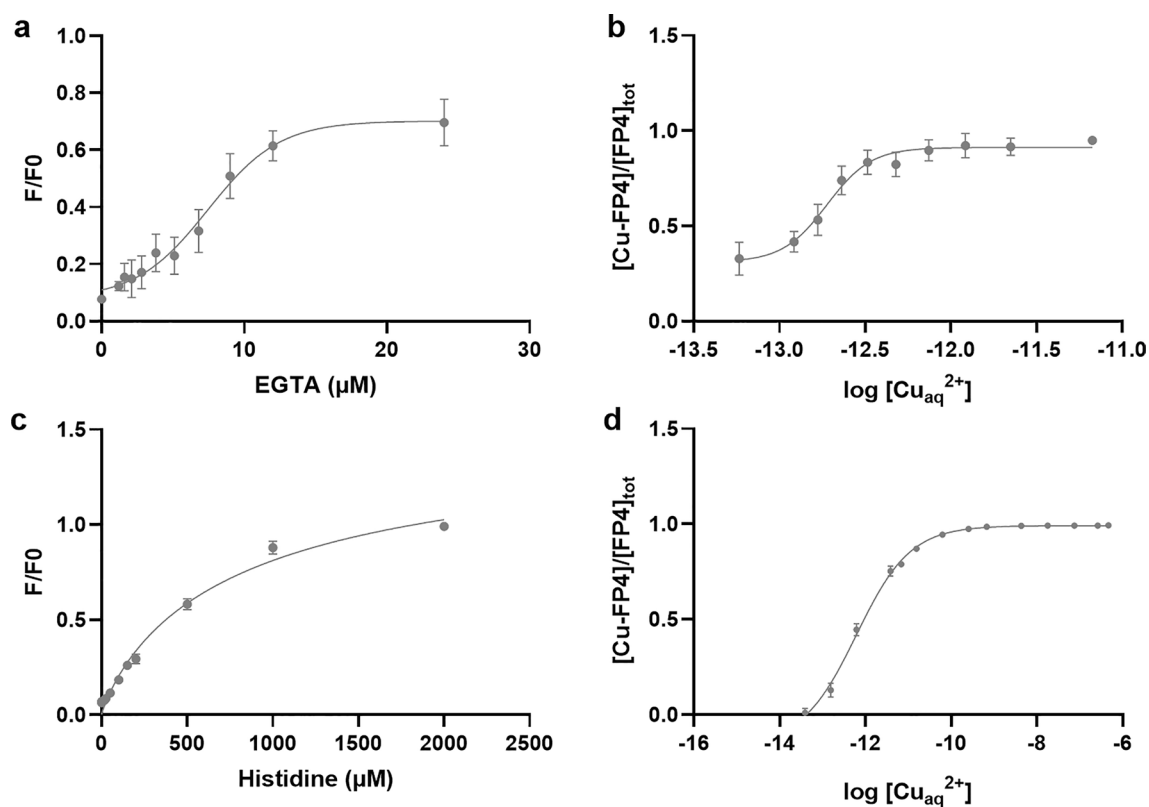 a
1.0
0.8
0.6
0.4
0.2
0.0
F/F0
0 10 20 30
EGTA (µM)
b
1.5
1.0
0.5
0.0
[Cu-FP4]/[FP4]tot
-13.5 -13.0 -12.5 -12.0 -11.5 -11.0
log [Cuaq2+]
c
1.5
1.0
0.5
0.0
F/F0
0 500 1000 1500 2000 2500
Histidine (µM)
d
1.5
1.0
0.5
0.0
[Cu-FP4]/[FP4]tot
-16 -14 -12 -10 -8 -6
log [Cuaq2+]